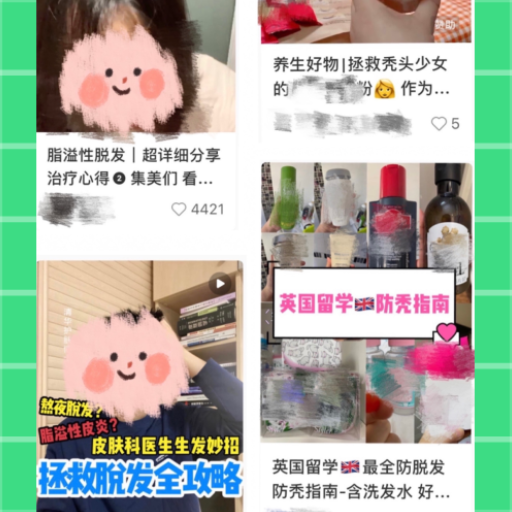 脂溢性脱发｜超详细分享
治疗心得❷ 集美们 看...
4421
熬夜脱发？
脂溢性皮炎？
皮肤科医生生发妙招
拯救脱发全攻略
赞助
养生好物|拯救秃头少女
的 粉👩 作为...
5
英国留学🇬🇧防秃指南
英国留学🇬🇧最全防脱发
防秃指南-含洗发水 好...